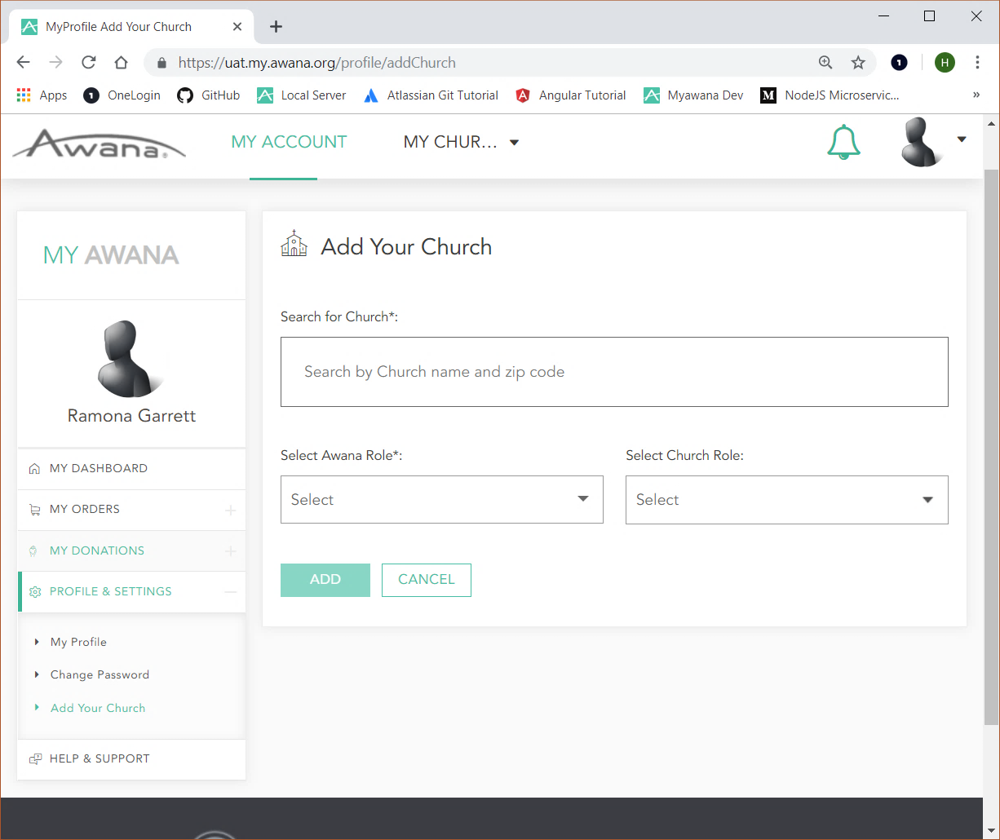 MyProfile Add Your Church
https://uat.my.awana.org/profile/addChurch
1
H
Apps
1
OneLogin
GitHub
Local Server
Atlassian Git Tutorial
A
Angular Tutorial
Myawana Dev
M
NodeJS Microservic...
»
Awana®
MY ACCOUNT
MY CHUR...
MY AWANA
Ramona Garrett
MY DASHBOARD
MY ORDERS
MY DONATIONS
PROFILE & SETTINGS
My Profile
Change Password
Add Your Church
HELP & SUPPORT
Add Your Church
Search for Church*:
Search by Church name and zip code
Select Awana Role*:
Select
Select Church Role:
Select
ADD
CANCEL